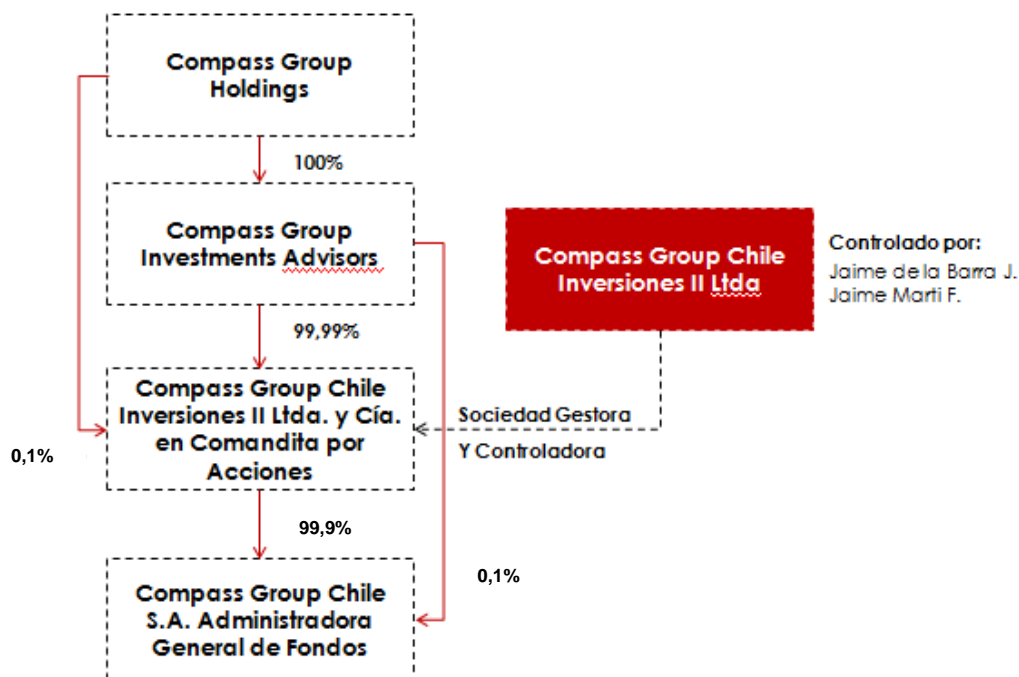 Compass Group
Holdings
100%
Compass Group
Investments Advisors
Compass Group Chile
Inversiones II Ltda
Controlado por:
Jaime de la Barra J.
Jaime Marti F.
99,99%
Compass Group Chile
Inversiones II Ltda. y Cía.
en Comandita por
Acciones
Sociedad Gestora
Y Controladora
0,1%
99,9%
0,1%
Compass Group Chile
S.A. Administradora
General de Fondos